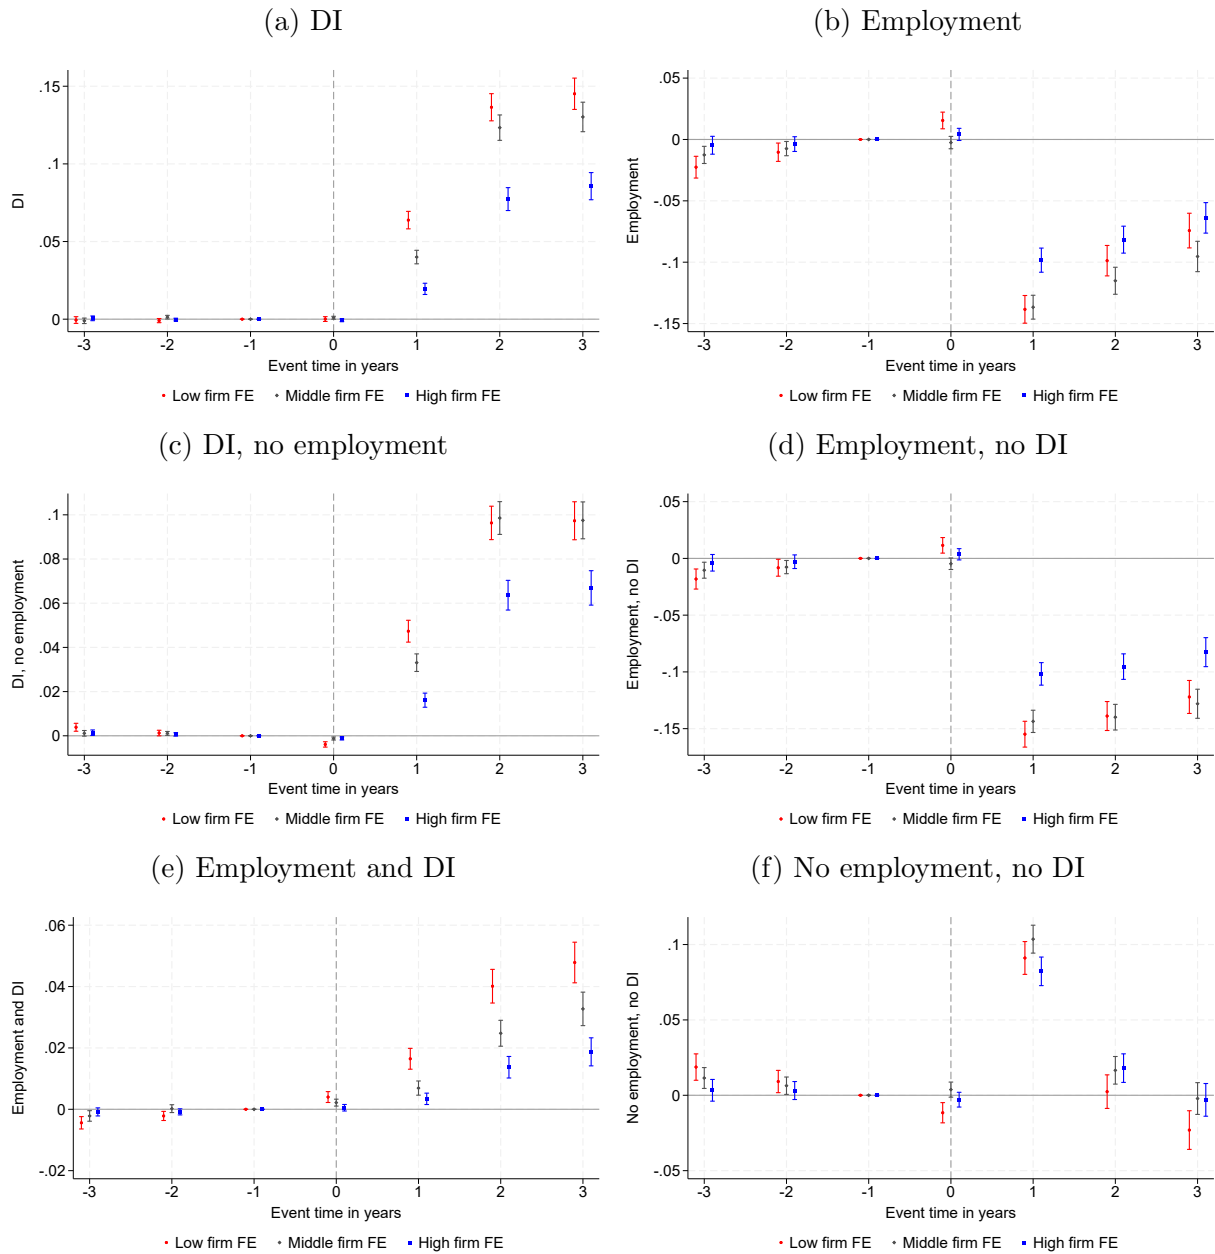 (a) DI
.15
.1
.05
0
DI
-3 -2 -1 0 1 2 3
Event time in years
Low firm FE Middle firm FE High firm FE
(b) Employment
.05
0
-.05
-.1
-.15
Employment
-3 -2 -1 0 1 2 3
Event time in years
Low firm FE Middle firm FE High firm FE
(c) DI, no employment
.1
.08
.06
.04
.02
0
DI, no employment
-3 -2 -1 0 1 2 3
Event time in years
Low firm FE Middle firm FE High firm FE
(d) Employment, no DI
.05
0
-.05
-.1
-.15
Employment, no DI
-3 -2 -1 0 1 2 3
Event time in years
Low firm FE Middle firm FE High firm FE
(e) Employment and DI
.06
.04
.02
0
-.02
Employment and DI
-3 -2 -1 0 1 2 3
Event time in years
Low firm FE Middle firm FE High firm FE
(f) No employment, no DI
.1
.05
0
-.05
No employment, no DI
-3 -2 -1 0 1 2 3
Event time in years
Low firm FE Middle firm FE High firm FE